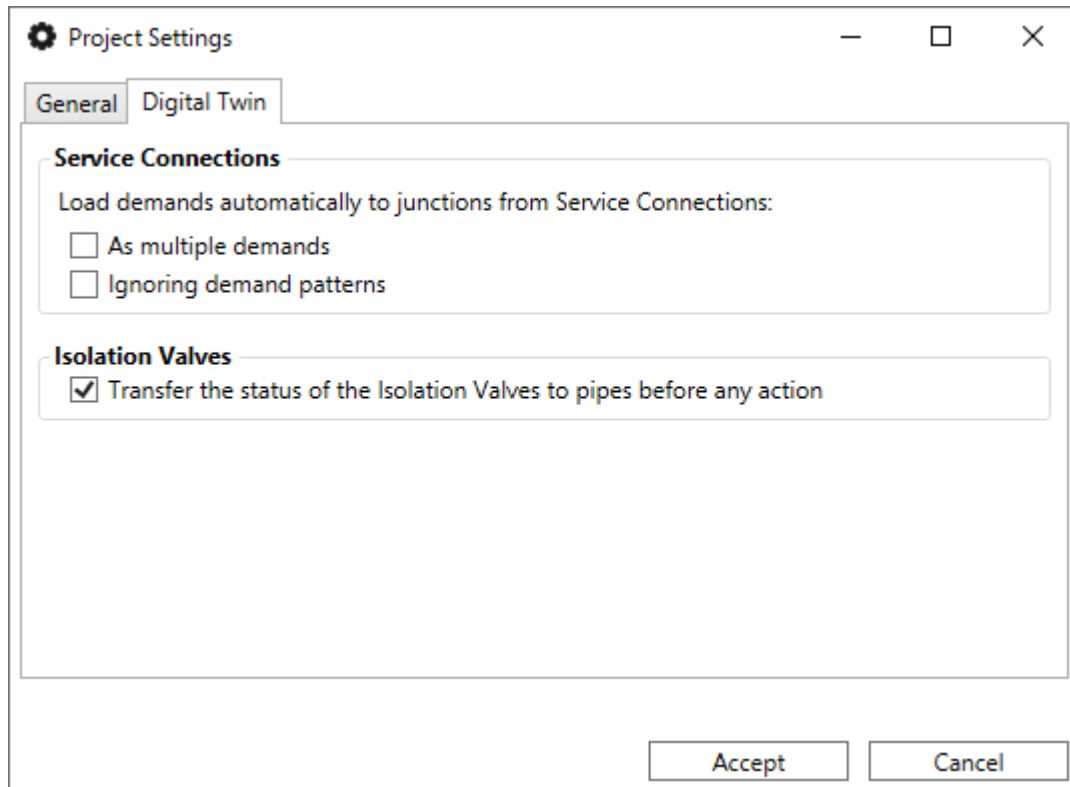 Project Settings
General
Digital Twin
Service Connections
Load demands automatically to junctions from Service Connections:
As multiple demands
Ignoring demand patterns
Isolation Valves
Transfer the status of the Isolation Valves to pipes before any action
Accept
Cancel